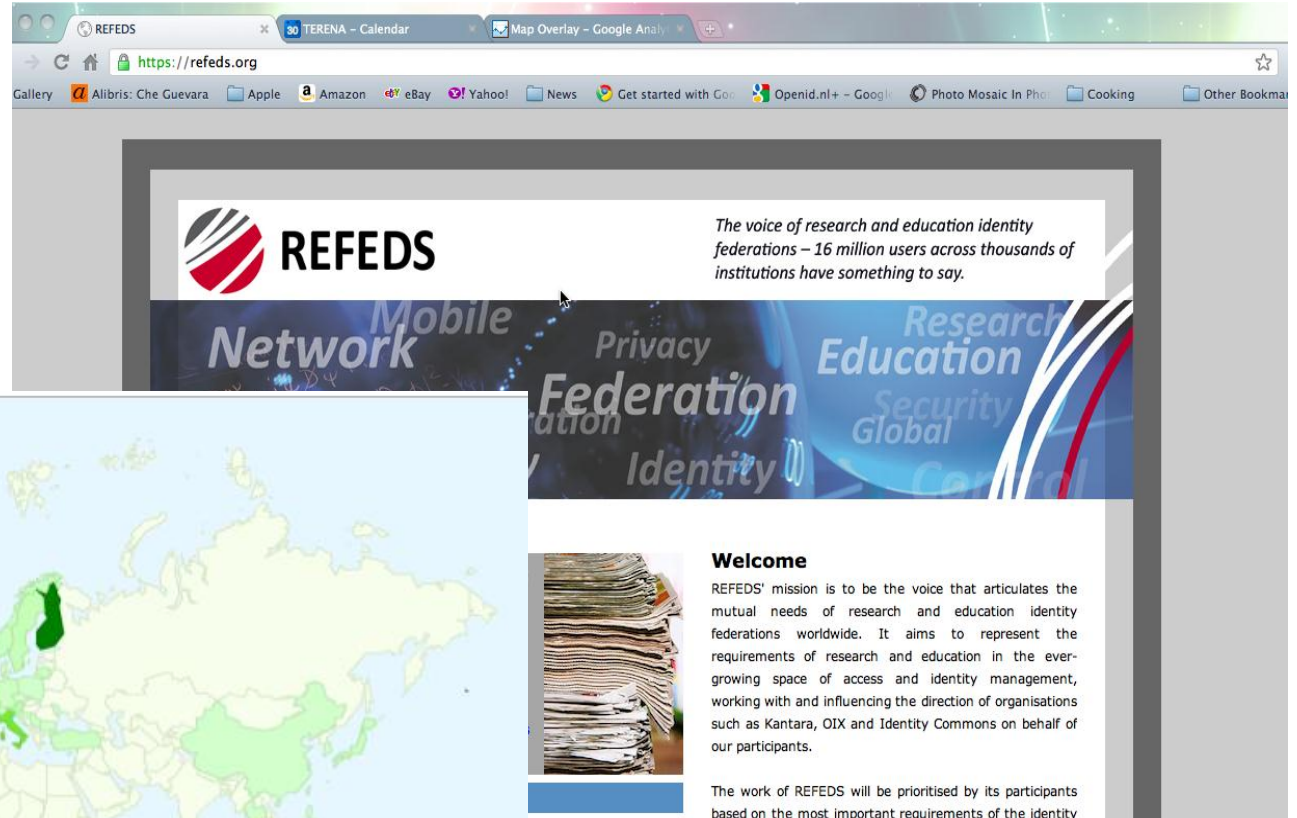 REFEDS
TERENA – Calendar
Map Overlay – Google Analy
https://refeds.org
Gallery
Alibris: Che Guevara
Apple
Amazon
eBay
Yahoo!
News
Get started with Goo
Openid.nl+ – Googl
Photo Mosaic In Pho
Cooking
Other Bookmar
REFEDS
The voice of research and education identity
federations – 16 million users across thousands of
institutions have something to say.
Mobile
Network
Privacy
Research
Education
Federation
Security
Global
Identity
Control
Welcome
REFEDS' mission is to be the voice that articulates the
mutual needs of research and education identity
federations worldwide. It aims to represent the
requirements of research and education in the ever-
growing space of access and identity management,
working with and influencing the direction of organisations
such as Kantara, OIX and Identity Commons on behalf of
our participants.
The work of REFEDS will be prioritised by its participants
based on the most important requirements of the identity